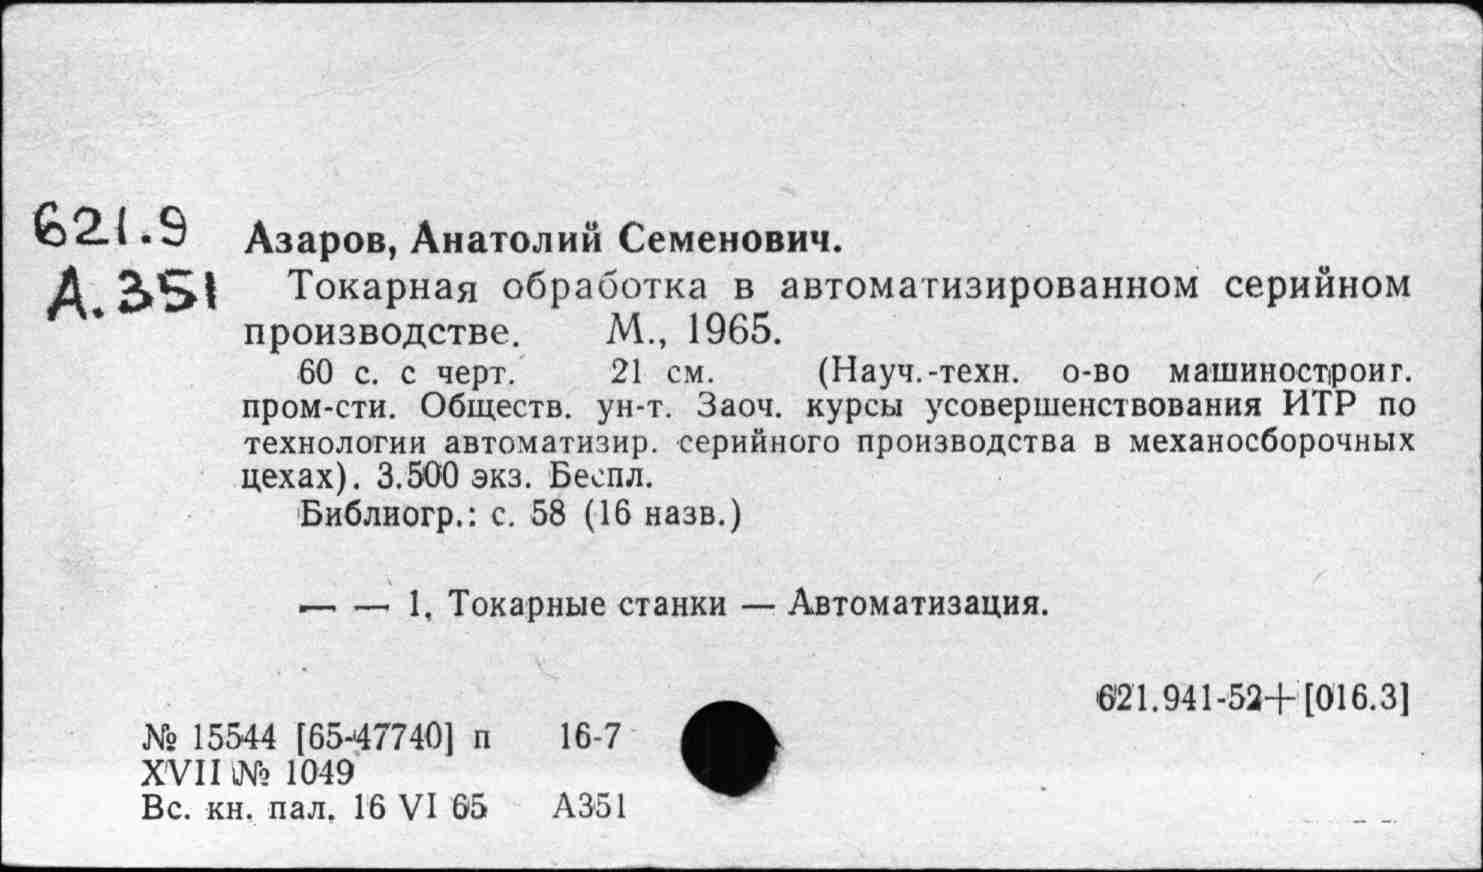 621.9
А.351
Азаров, Анатолий Семенович.
Токарная обработка в автоматизированном серийном
производстве. М., 1965.
60 с. с черт. 21 см. (Науч.-техн. о-во машиностроит.
пром-сти. Обществ. ун-т. Заоч. курсы усовершенствования ИТР по
технологии автоматизир. серийного производства в механосборочных
цехах). 3.500 экз. Беспл.
Библиогр.: с. 58 (16 назв.)
— — 1. Токарные станки — Автоматизация.
621.941-52+[016.3]
№ 15544 [65-47740] п 16-7
XVII № 1049
Вс. кн. пал. 16 VI 65 А351